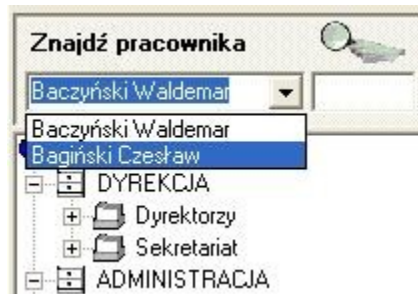 Znajdź pracownika
Baczyński Waldemar
Baczyński Waldemar
Bagiński Czesław
DYREKCJA
Dyrektorzy
Sekretariat
ADMINISTRACJA